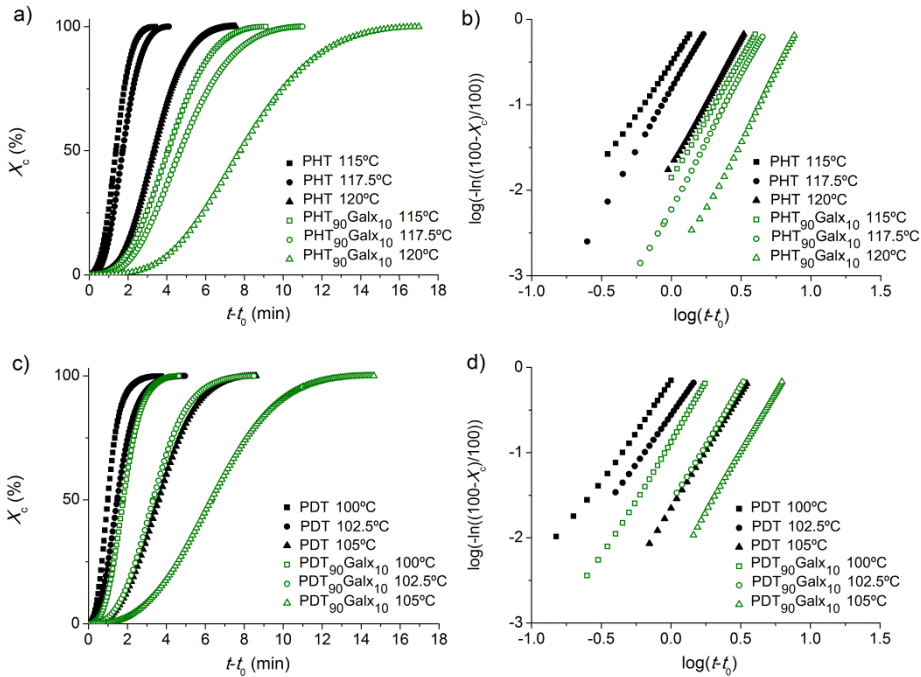 a)
100
50
0
X_c (%)
PHT 115ºC
PHT 117.5ºC
PHT 120ºC
PHT₉₀Galx₁₀ 115ºC
PHT₉₀Galx₁₀ 117.5ºC
PHT₉₀Galx₁₀ 120ºC
0 2 4 6 8 10 12 14 16 18
t-t₀ (min)
b)
-0
-1
-2
-3
log(-ln((100-X_c)/100))
PHT 115ºC
PHT 117.5ºC
PHT 120ºC
PHT₉₀Galx₁₀ 115ºC
PHT₉₀Galx₁₀ 117.5ºC
PHT₉₀Galx₁₀ 120ºC
-1.0 -0.5 0.0 0.5 1.0 1.5
log(t-t₀)
c)
100
50
0
X_c (%)
PDT 100ºC
PDT 102.5ºC
PDT 105ºC
PDT₉₀Galx₁₀ 100ºC
PDT₉₀Galx₁₀ 102.5ºC
PDT₉₀Galx₁₀ 105ºC
0 2 4 6 8 10 12 14 16 18
t-t₀ (min)
d)
-0
-1
-2
-3
log(-ln((100-X_c)/100))
PDT 100ºC
PDT 102.5ºC
PDT 105ºC
PDT₉₀Galx₁₀ 100ºC
PDT₉₀Galx₁₀ 102.5ºC
PDT₉₀Galx₁₀ 105ºC
-1.0 -0.5 0.0 0.5 1.0 1.5
log(t-t₀)